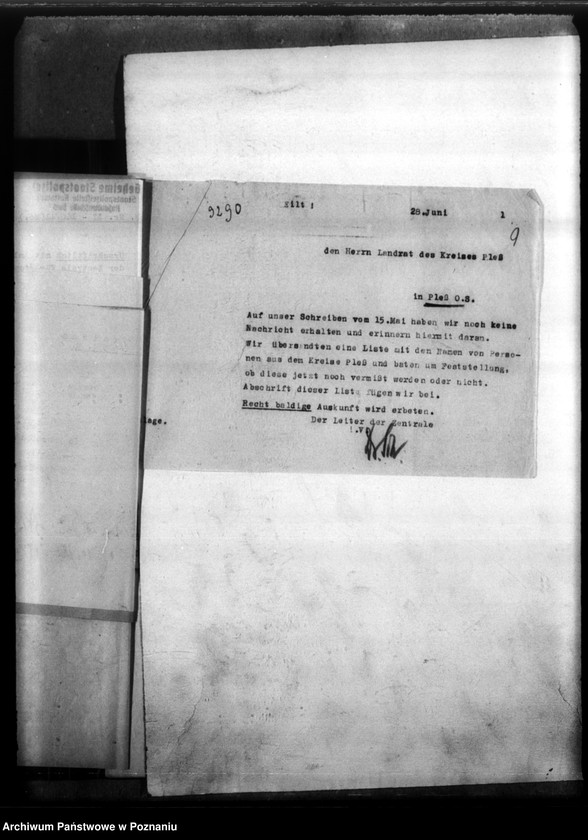 Geheime Staatspolizei
9290
Eilt !
28.Juni 1
9
den Herrn Landrat des Kreises Pleß
in Pleß O.S.
Auf unser Schreiben vom 15.Mai haben wir noch keine
Nachricht erhalten und erinnern hiermit daran.
Wir übersandten eine Liste mit den Namen von Perso-
nen aus dem Kreise Pleß und baten um Feststellung,
ob diese jetzt noch vermißt werden oder nicht.
Abschrift dieser Liste fügen wir bei.
Recht baldige Auskunft wird erbeten.
lage.
Der Leiter der Zentrale
i.V.
Archiwum Państwowe w Poznaniu